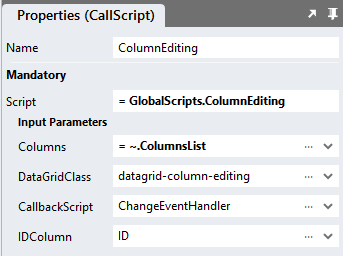 Properties (CallScript)
Name ColumnEditing
Mandatory
Script = GlobalScripts.ColumnEditing
Input Parameters
Columns = ~.ColumnsList ...
DataGridClass datagrid-column-editing ...
CallbackScript ChangeEventHandler ...
IDColumn ID ...